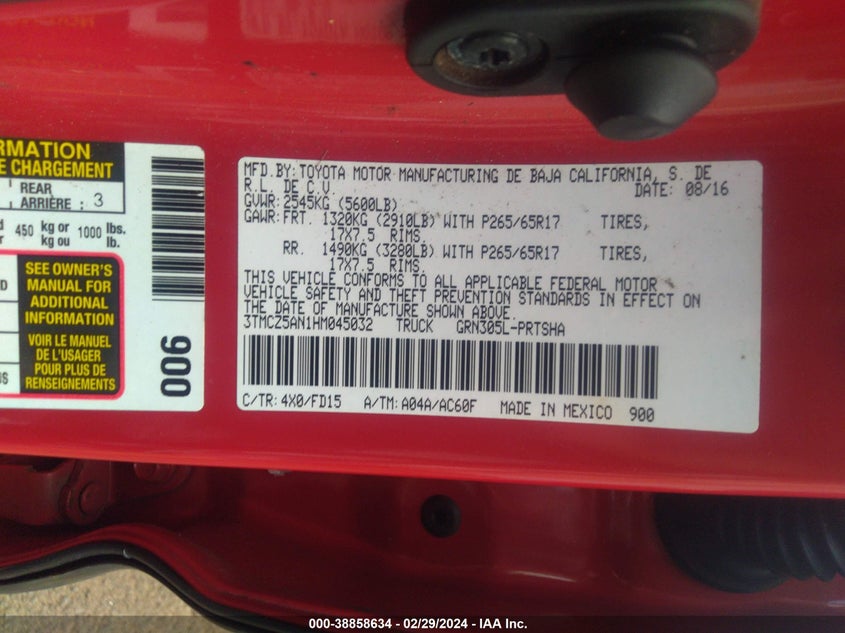 RMATION
E CHARGEMENT
REAR
ARRIÈRE : 3
450 kg or 1000 lbs.
kg ou lb.
SEE OWNER'S
MANUAL FOR
ADDITIONAL
INFORMATION
VOIR LE MANUEL
DE L'USAGER
POUR PLUS DE
RENSEIGNEMENTS
900
MFD.BY:TOYOTA MOTOR MANUFACTURING DE BAJA CALIFORNIA, S. DE
R.L. DE C.V. DATE: 08/16
GVWR:2545KG (5600LB)
GAWR:FRT. 1320KG (2910LB) WITH P265/65R17 TIRES,
17X7.5 RIMS.
RR. 1490KG (3280LB) WITH P265/65R17 TIRES,
17X7.5 RIMS.
THIS VEHICLE CONFORMS TO ALL APPLICABLE FEDERAL MOTOR
VEHICLE SAFETY AND THEFT PREVENTION STANDARDS IN EFFECT ON
THE DATE OF MANUFACTURE SHOWN ABOVE.
3TMCZ5AN1HM045032 TRUCK GRN305L-PRTSHA
C/TR:4X0/FD15 A/TM:A04A/AC60F MADE IN MEXICO 900
000-38858634 - 02/29/2024 - IAA Inc.